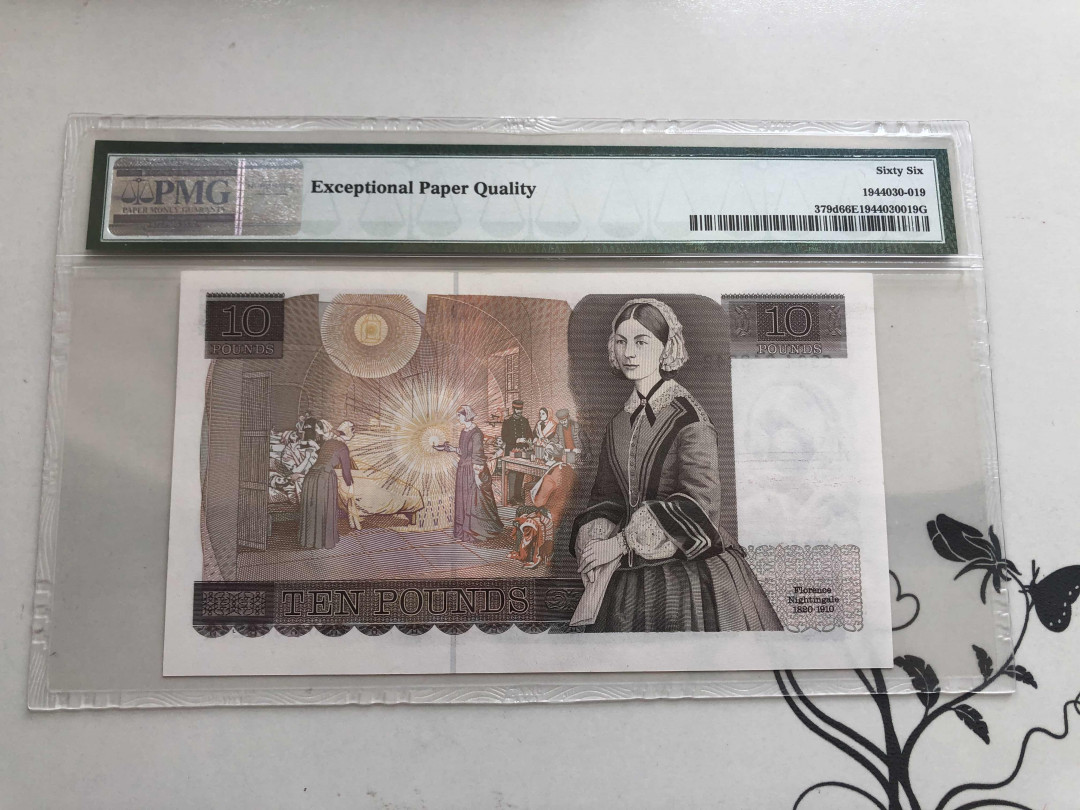 PMG
PAPER MONEY GUARANTY
Exceptional Paper Quality
Sixty Six
1944030-019
379d66E1944030019G
10
POUNDS
10
POUNDS
TEN POUNDS
Florence
Nightingale
1820-1910